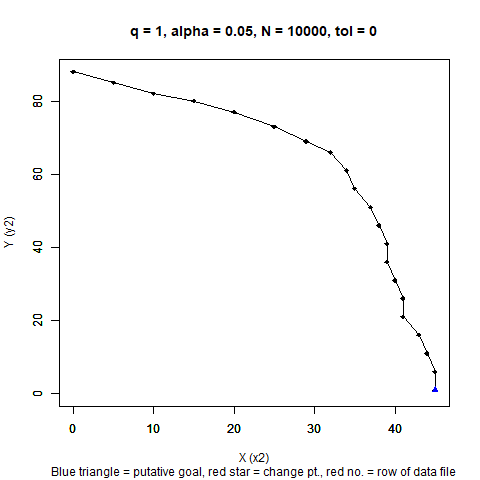 q = 1, alpha = 0.05, N = 10000, tol = 0
Y (y2)
80
60
40
20
0
0 10 20 30 40
X (x2)
Blue triangle = putative goal, red star = change pt., red no. = row of data file